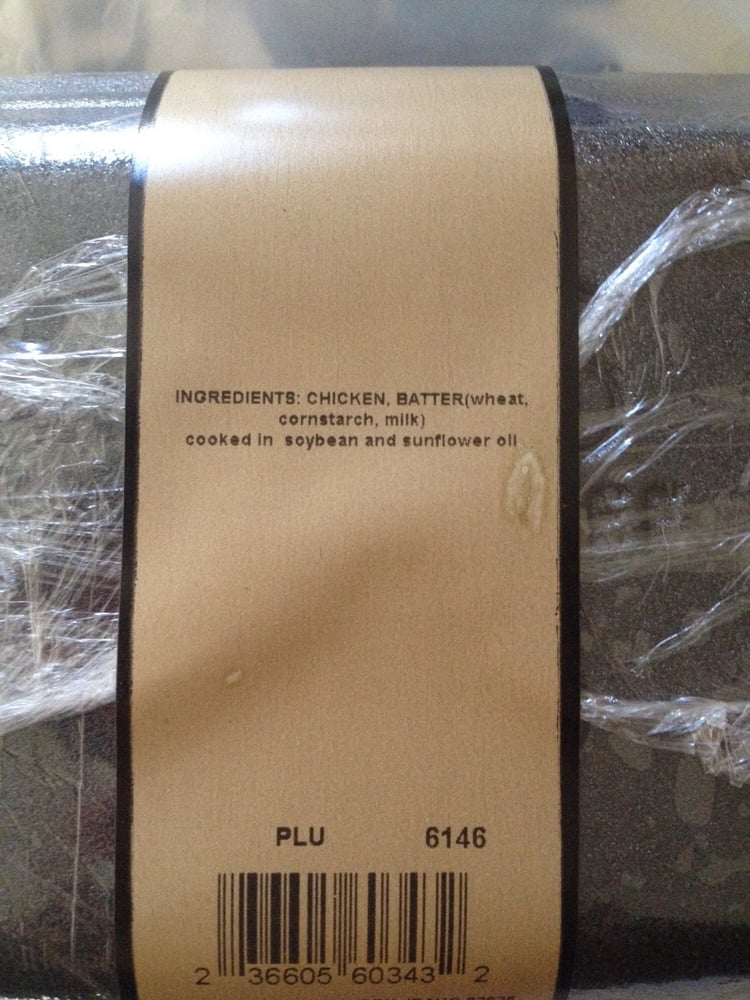 INGREDIENTS: CHICKEN, BATTER(wheat,
cornstarch, milk)
cooked in soybean and sunflower oil
PLU 6146
2 36605 60343 2